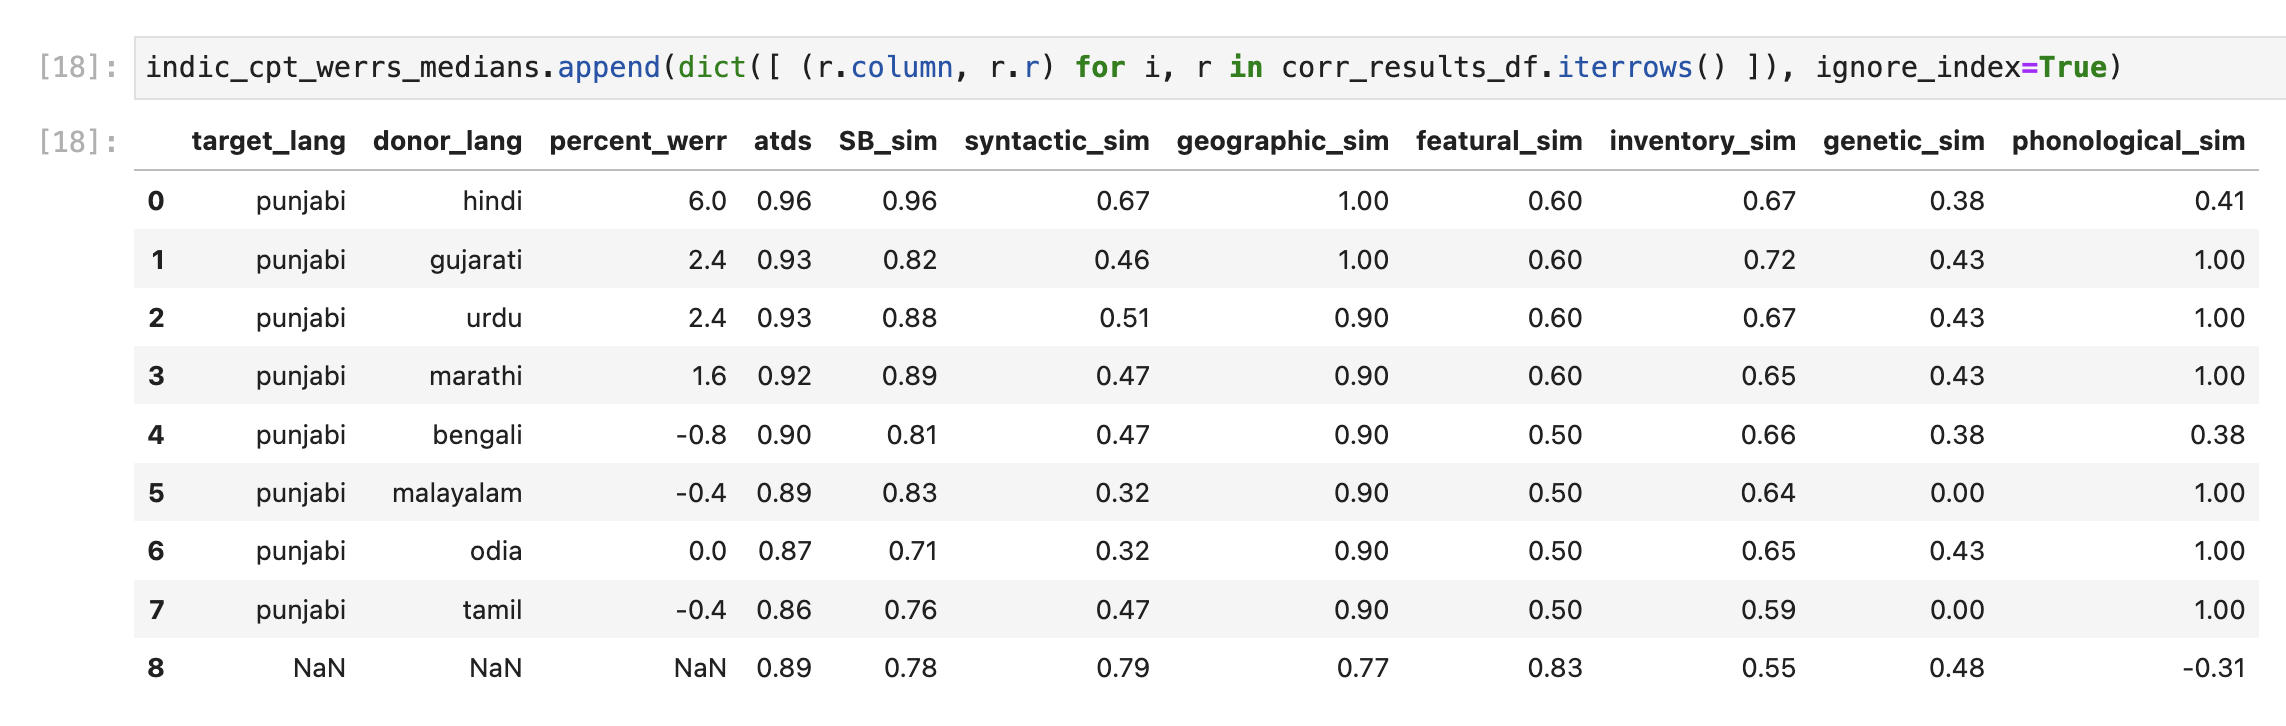 [18]: indic_cpt_werrs_medians.append(dict([ (r.column, r.r) for i, r in corr_results_df.iterrows() ]), ignore_index=True)
[18]: target_lang donor_lang percent_werr atds SB_sim syntactic_sim geographic_sim featural_sim inventory_sim genetic_sim phonological_sim
0 punjabi hindi 6.0 0.96 0.96 0.67 1.00 0.60 0.67 0.38 0.41
1 punjabi gujarati 2.4 0.93 0.82 0.46 1.00 0.60 0.72 0.43 1.00
2 punjabi urdu 2.4 0.93 0.88 0.51 0.90 0.60 0.67 0.43 1.00
3 punjabi marathi 1.6 0.92 0.89 0.47 0.90 0.60 0.65 0.43 1.00
4 punjabi bengali -0.8 0.90 0.81 0.47 0.90 0.50 0.66 0.38 0.38
5 punjabi malayalam -0.4 0.89 0.83 0.32 0.90 0.50 0.64 0.00 1.00
6 punjabi odia 0.0 0.87 0.71 0.32 0.90 0.50 0.65 0.43 1.00
7 punjabi tamil -0.4 0.86 0.76 0.47 0.90 0.50 0.59 0.00 1.00
8 NaN NaN NaN 0.89 0.78 0.79 0.77 0.83 0.55 0.48 -0.31